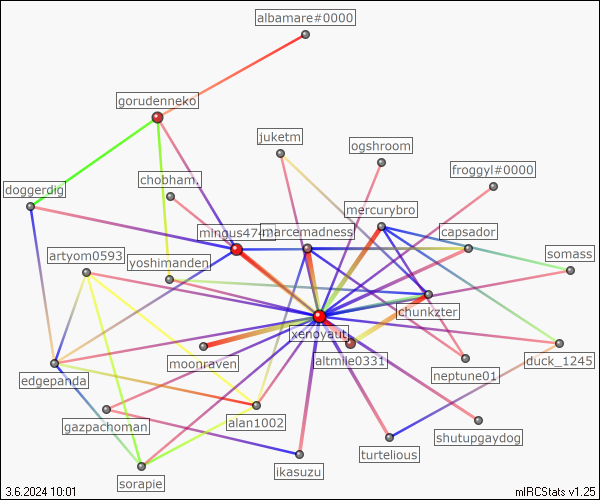 albamare#0000
gorudenneko
juketm
ogshroom
froggyl#0000
chobham.
doggerdig
mercurybro
mingus474
marcemadness
capsador
artyom0593
yoshimanden
somass
chunkzter
xenoyaut
altmile0331
moonraven
duck_1245
neptune01
edgepanda
gazpachoman
alan1002
shutupgaydog
turtelious
ikasuzu
sorapie
3.6.2024 10:01
mIRCStats v1.25